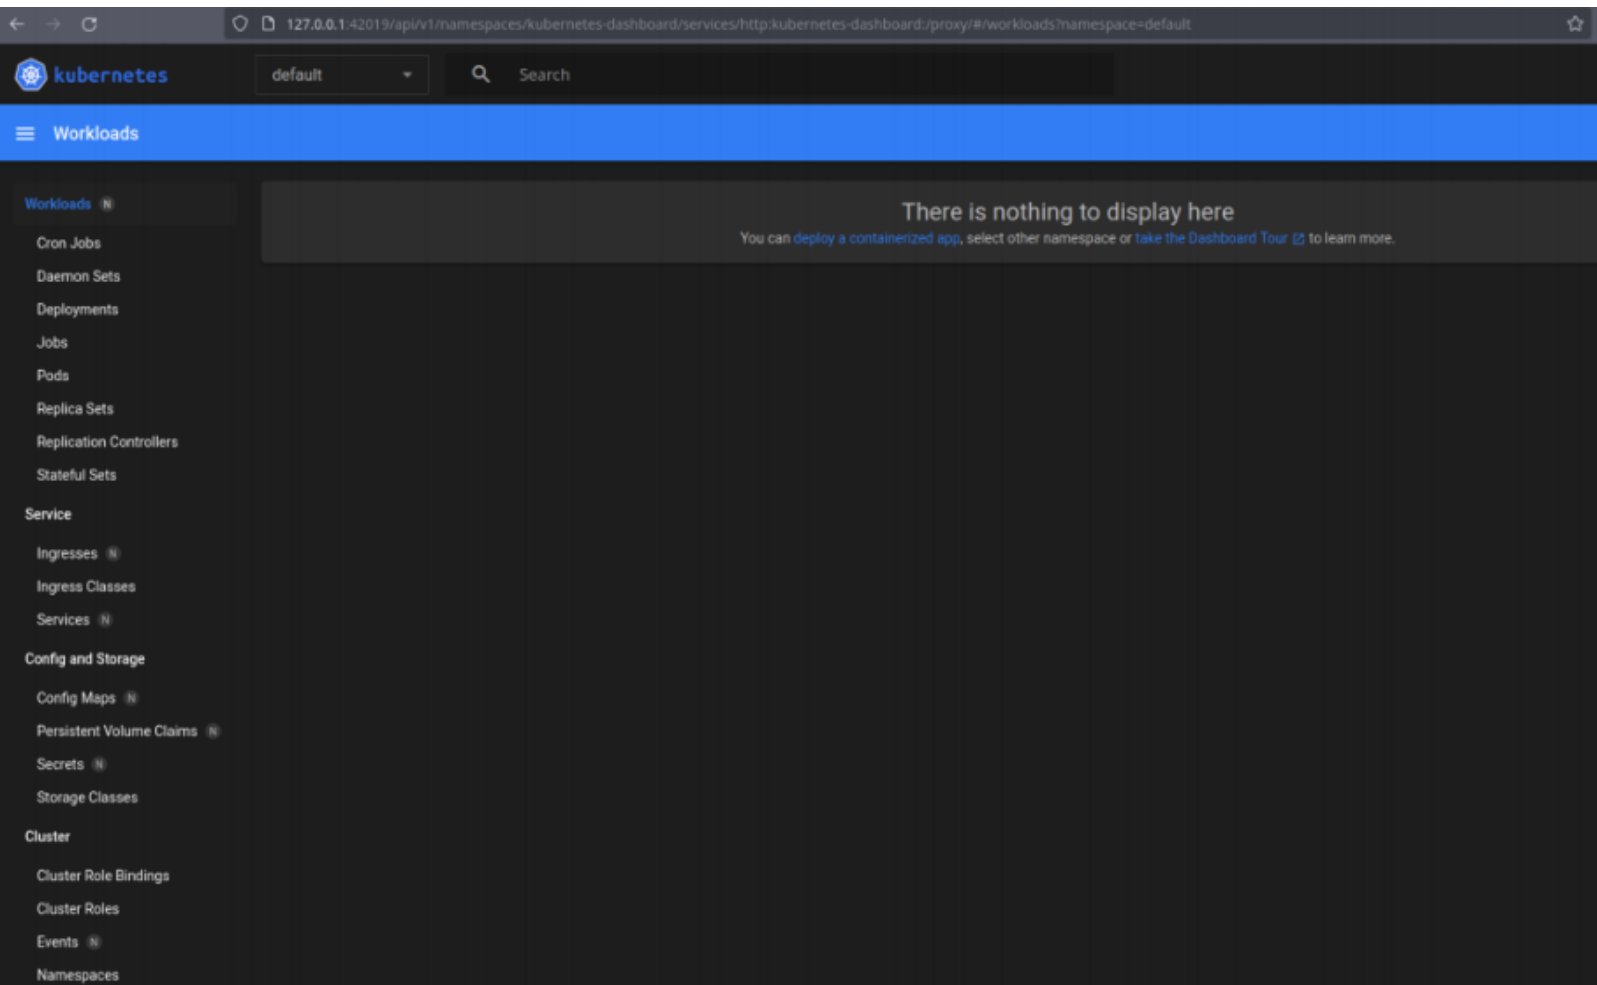 127.0.0.1:42019/api/v1/namespaces/kubernetes-dashboard/services/http:kubernetes-dashboard:/proxy/#/workloads?namespace=default
kubernetes
default
Search
Workloads
Workloads N
There is nothing to display here
You can deploy a containerized app, select other namespace or take the Dashboard Tour to learn more.
Cron Jobs
Daemon Sets
Deployments
Jobs
Pods
Replica Sets
Replication Controllers
Stateful Sets
Service
Ingresses N
Ingress Classes
Services N
Config and Storage
Config Maps N
Persistent Volume Claims N
Secrets N
Storage Classes
Cluster
Cluster Role Bindings
Cluster Roles
Events N
Namespaces